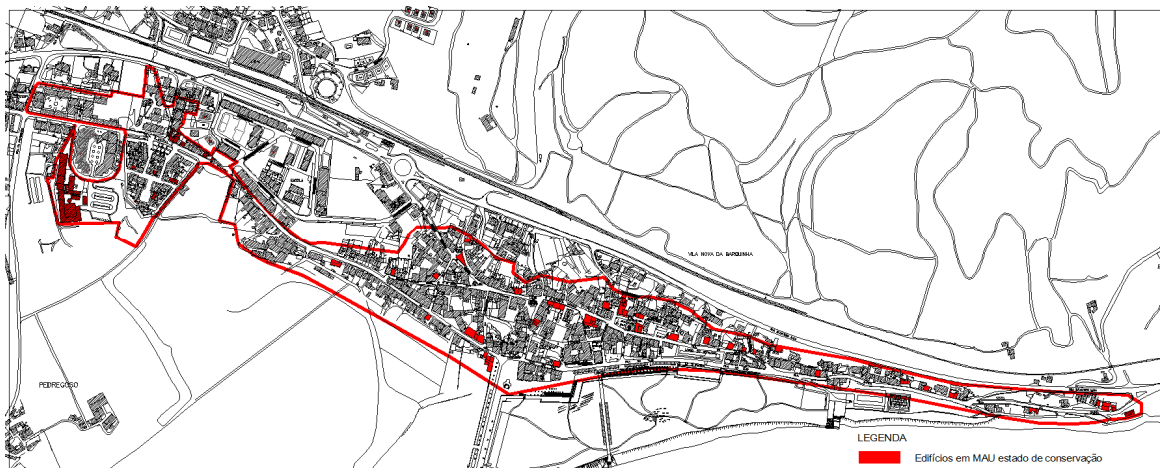 VILA NOVA DA BARQUINHA
PEDREGOSO
LEGENDA
Edifícios em MAU estado de conservação